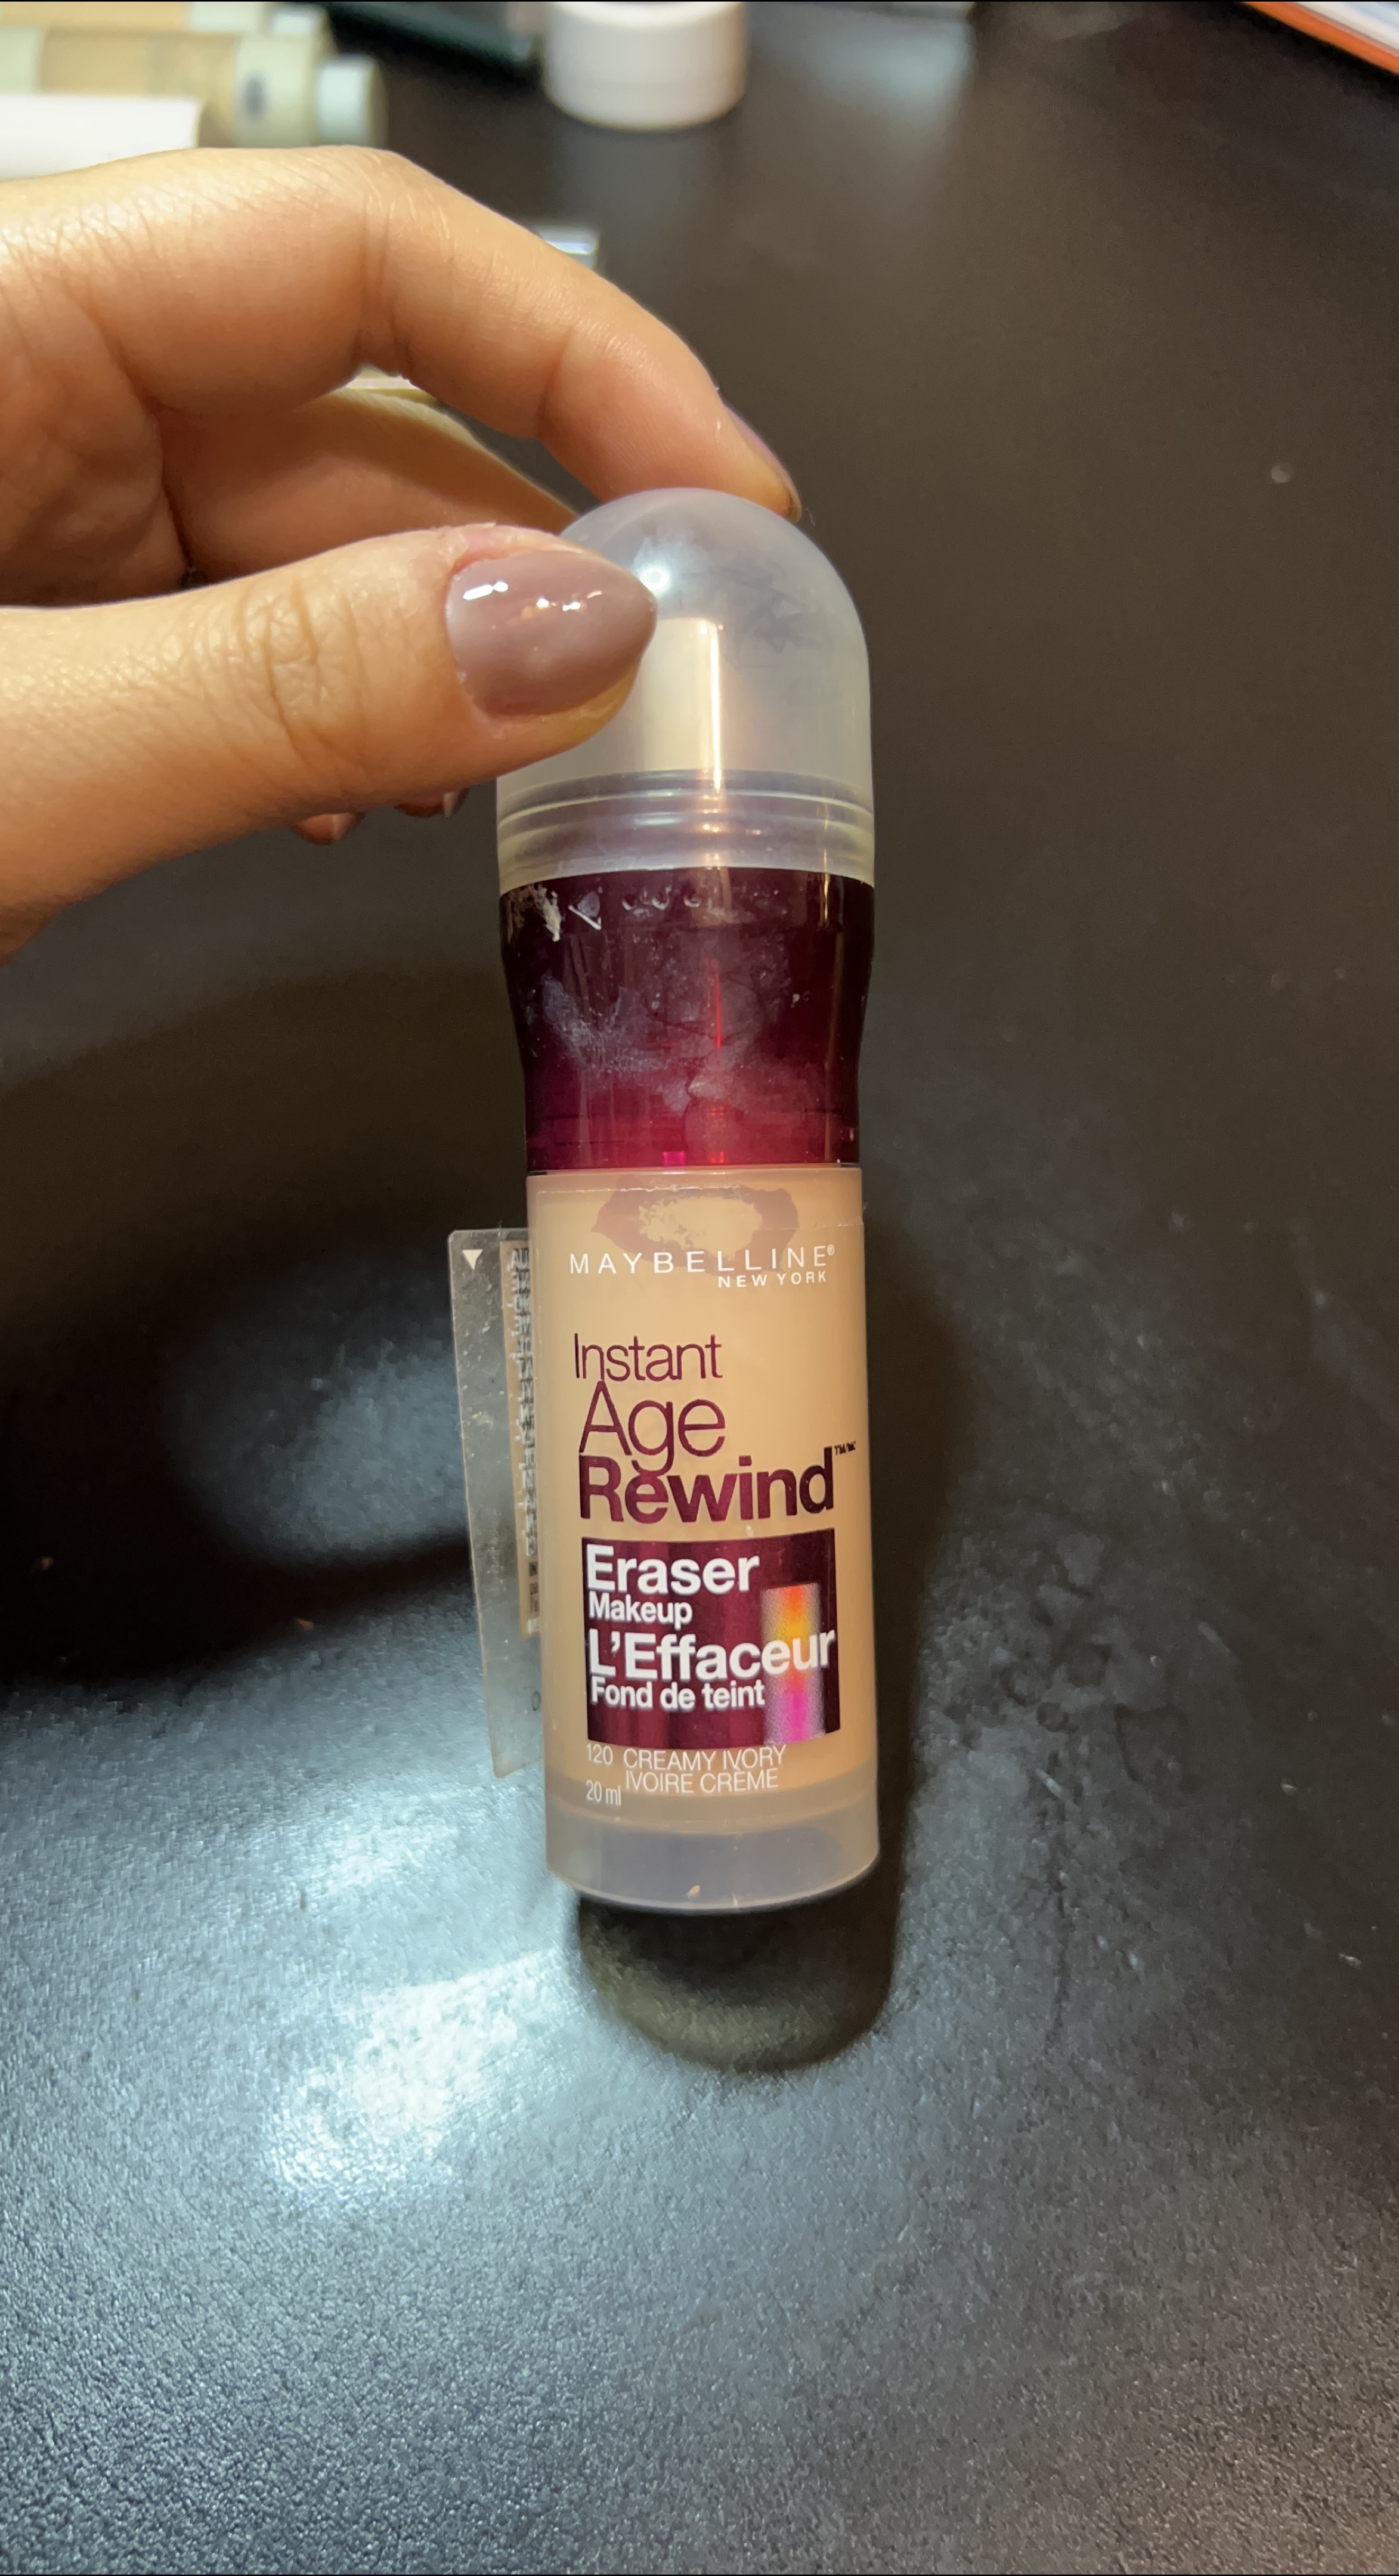 MAYBELLINE®
NEW YORK
Instant
Age
Rewind
Eraser
Makeup
L'Effaceur
Fond de teint
120 CREAMY IVORY
IVOIRE CRÈME
20 ml